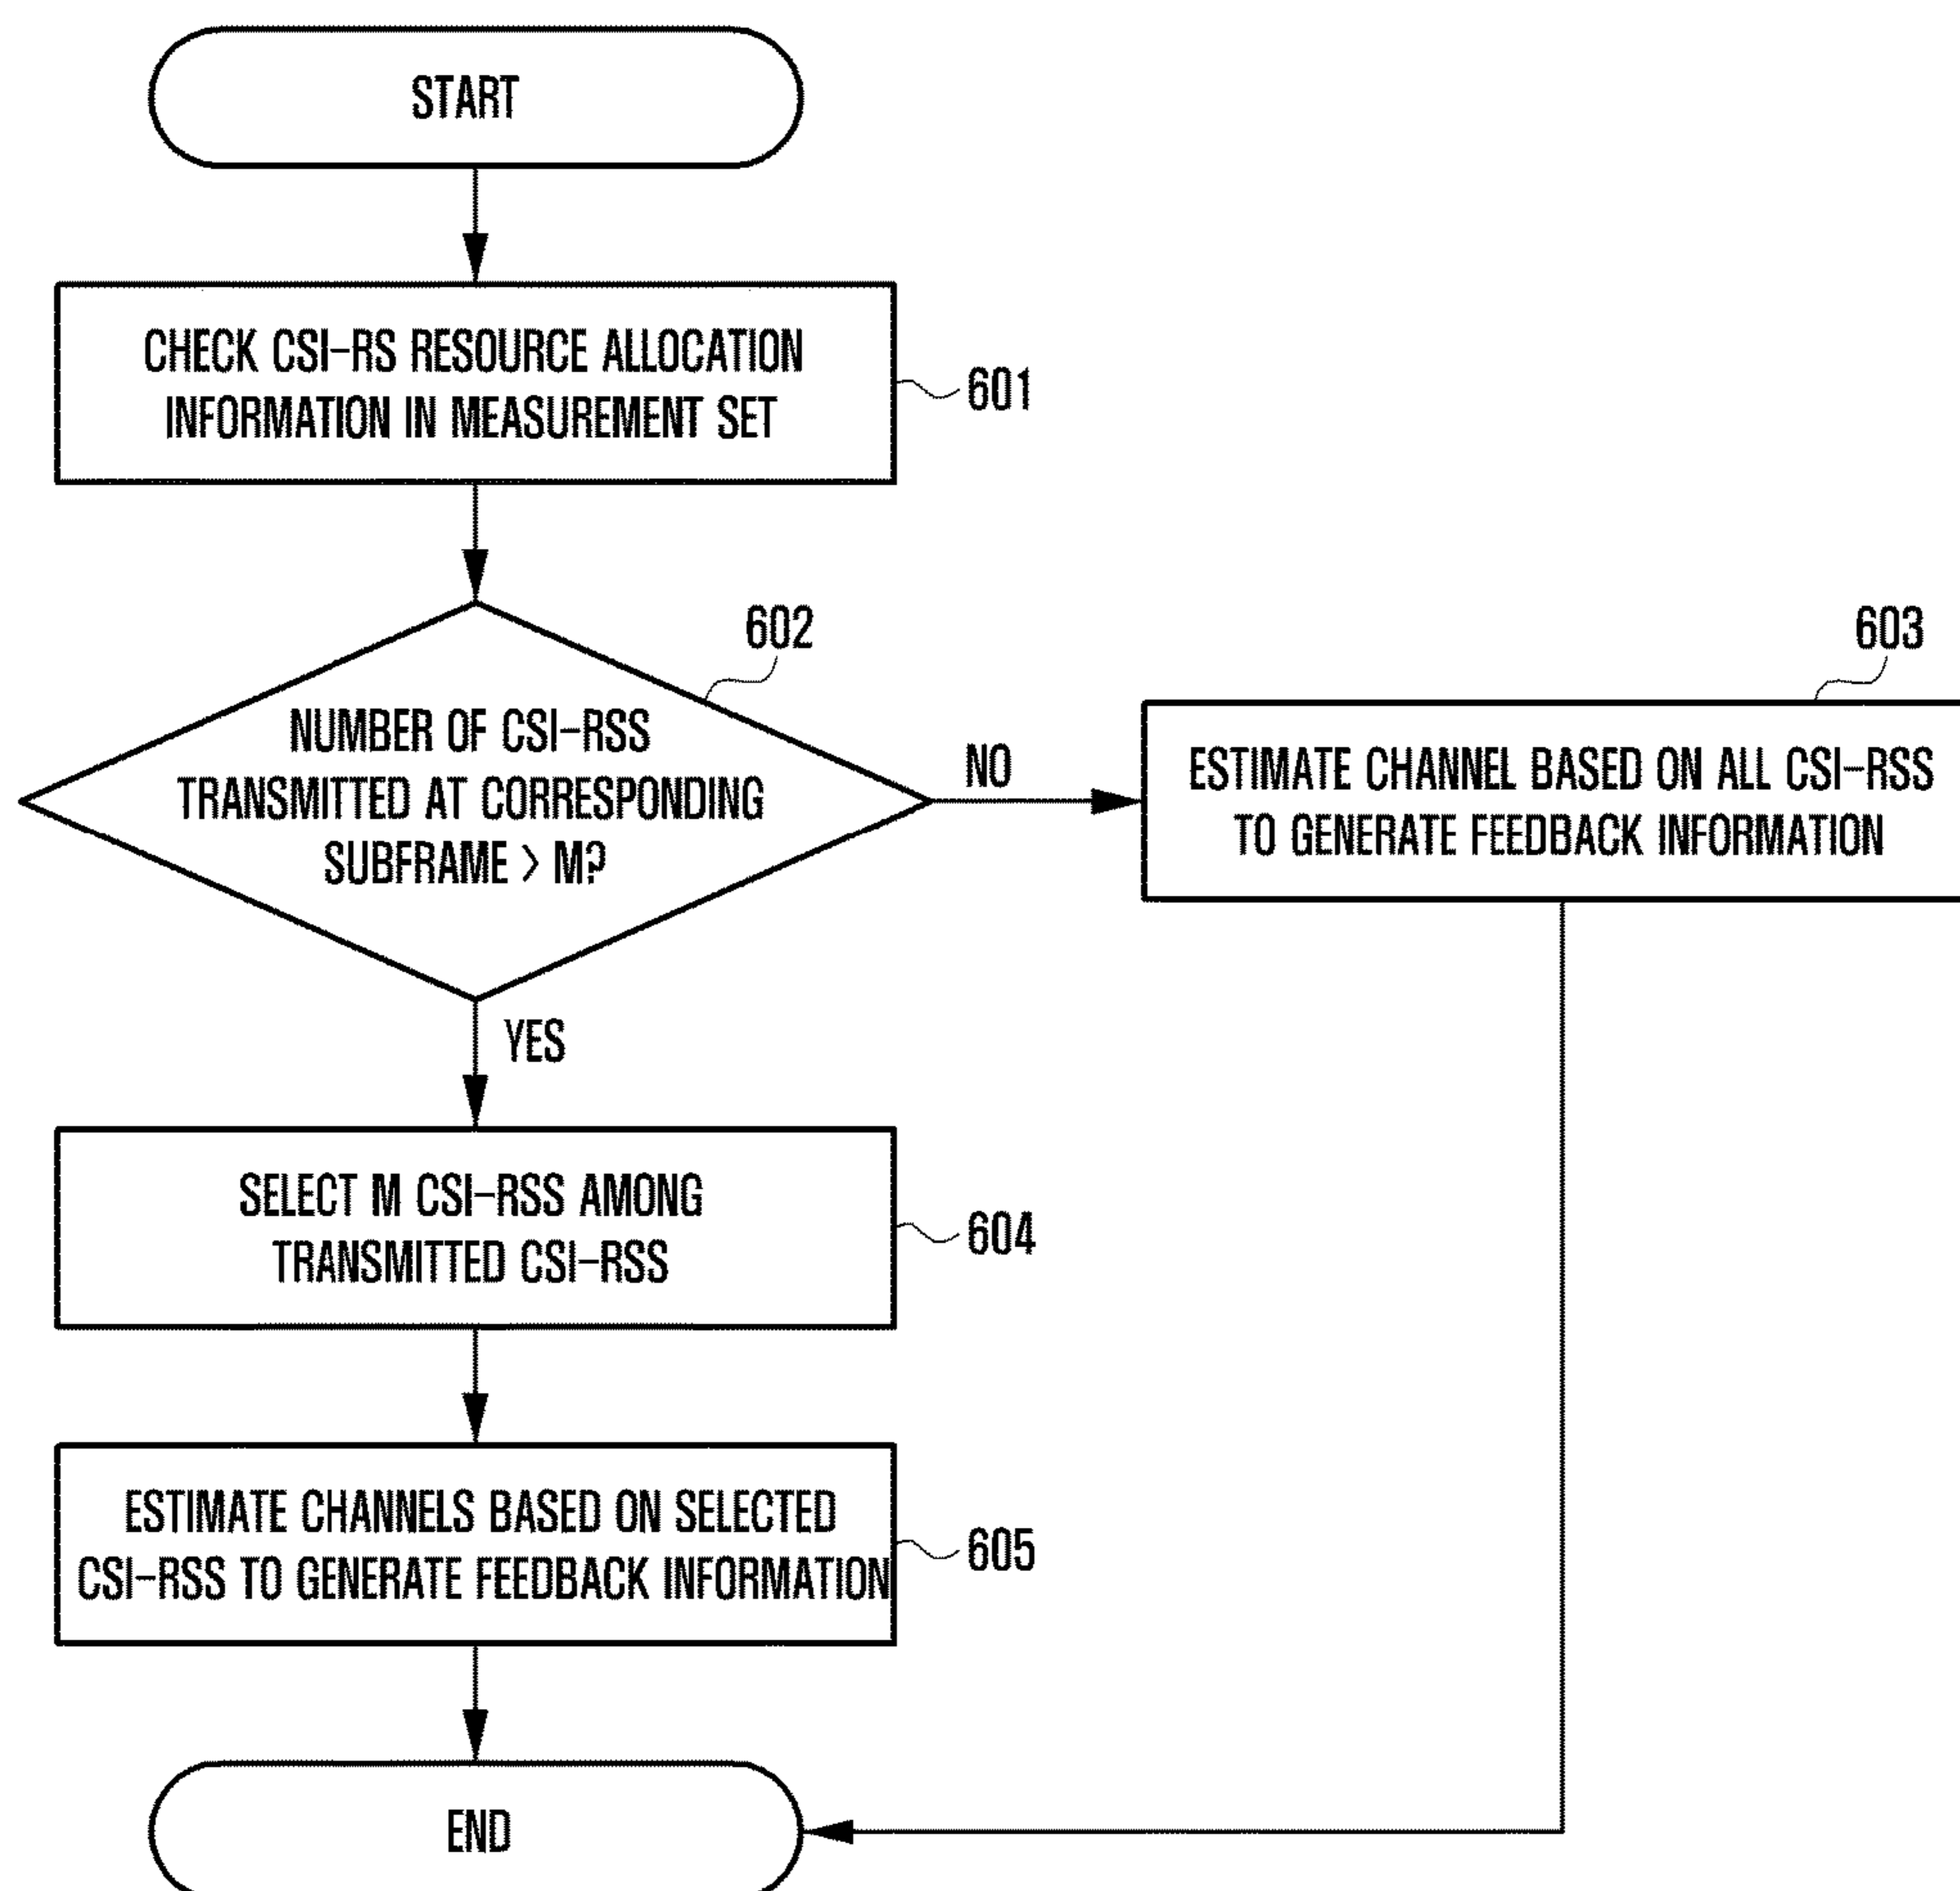 START
CHECK CSI-RS RESOURCE ALLOCATION
INFORMATION IN MEASUREMENT SET
601
602
NUMBER OF CSI-RSS
TRANSMITTED AT CORRESPONDING
SUBFRAME > M?
NO
603
ESTIMATE CHANNEL BASED ON ALL CSI-RSS
TO GENERATE FEEDBACK INFORMATION
YES
SELECT M CSI-RSS AMONG
TRANSMITTED CSI-RSS
604
ESTIMATE CHANNELS BASED ON SELECTED
CSI-RSS TO GENERATE FEEDBACK INFORMATION
605
END